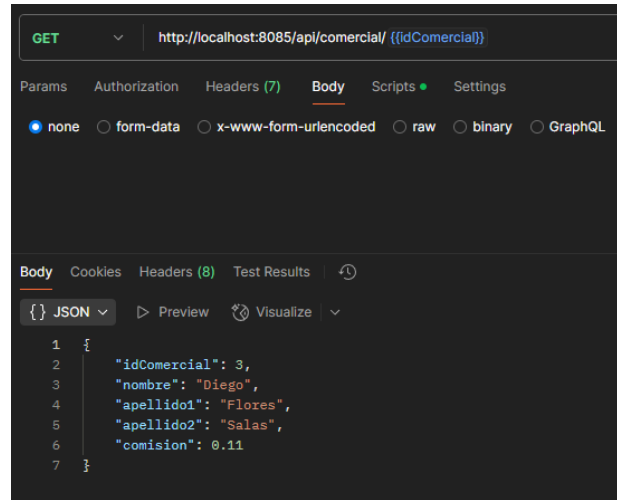 GET http://localhost:8085/api/comercial/ {{idComercial}}
Params Authorization Headers (7) Body Scripts Settings
none form-data x-www-form-urlencoded raw binary GraphQL
Body Cookies Headers (8) Test Results
{} JSON Preview Visualize
1 {
2 "idComercial": 3,
3 "nombre": "Diego",
4 "apellido1": "Flores",
5 "apellido2": "Salas",
6 "comision": 0.11
7 }